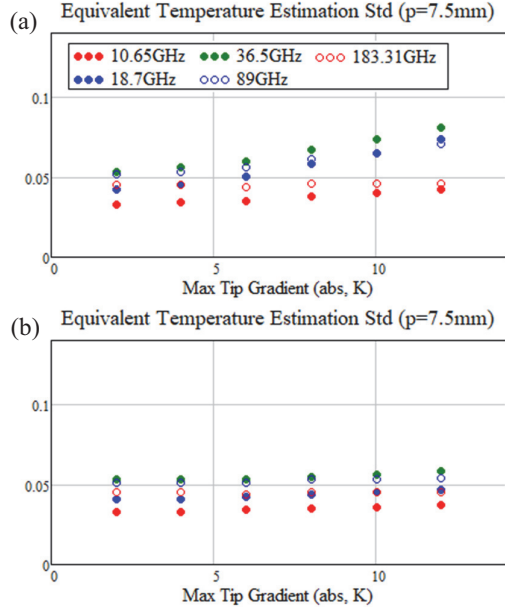 (a) Equivalent Temperature Estimation Std (p=7.5mm)
10.65GHz 36.5GHz 183.31GHz
18.7GHz 89GHz
0.1
0.05
0
0 5 10
Max Tip Gradient (abs, K)
(b) Equivalent Temperature Estimation Std (p=7.5mm)
0.1
0.05
0
0 5 10
Max Tip Gradient (abs, K)